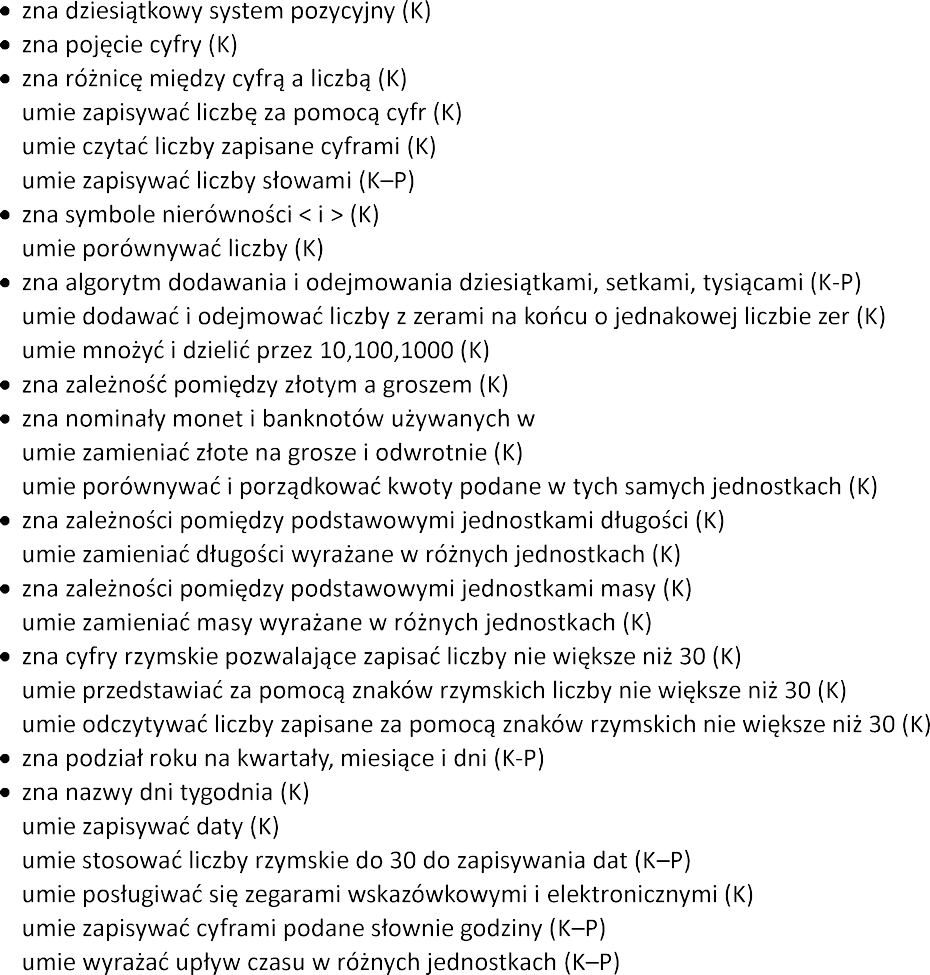 • zna dziesiątkowy system pozycyjny (K)
• zna pojęcie cyfry (K)
• zna różnicę między cyfrą a liczbą (K)
umie zapisywać liczbę za pomocą cyfr (K)
umie czytać liczby zapisane cyframi (K)
umie zapisywać liczby słowami (K–P)
• zna symbole nierówności < i > (K)
umie porównywać liczby (K)
• zna algorytm dodawania i odejmowania dziesiątkami, setkami, tysiącami (K-P)
umie dodawać i odejmować liczby z zerami na końcu o jednakowej liczbie zer (K)
umie mnożyć i dzielić przez 10,100,1000 (K)
• zna zależność pomiędzy złotym a groszem (K)
• zna nominały monet i banknotów używanych w
umie zamieniać złote na grosze i odwrotnie (K)
umie porównywać i porządkować kwoty podane w tych samych jednostkach (K)
• zna zależności pomiędzy podstawowymi jednostkami długości (K)
umie zamieniać długości wyrażane w różnych jednostkach (K)
• zna zależności pomiędzy podstawowymi jednostkami masy (K)
umie zamieniać masy wyrażane w różnych jednostkach (K)
• zna cyfry rzymskie pozwalające zapisać liczby nie większe niż 30 (K)
umie przedstawiać za pomocą znaków rzymskich liczby nie większe niż 30 (K)
umie odczytywać liczby zapisane za pomocą znaków rzymskich nie większe niż 30 (K)
• zna podział roku na kwartały, miesiące i dni (K-P)
• zna nazwy dni tygodnia (K)
umie zapisywać daty (K)
umie stosować liczby rzymskie do 30 do zapisywania dat (K–P)
umie posługiwać się zegarami wskazówkowymi i elektronicznymi (K)
umie zapisywać cyframi podane słownie godziny (K–P)
umie wyrażać upływ czasu w różnych jednostkach (K–P)